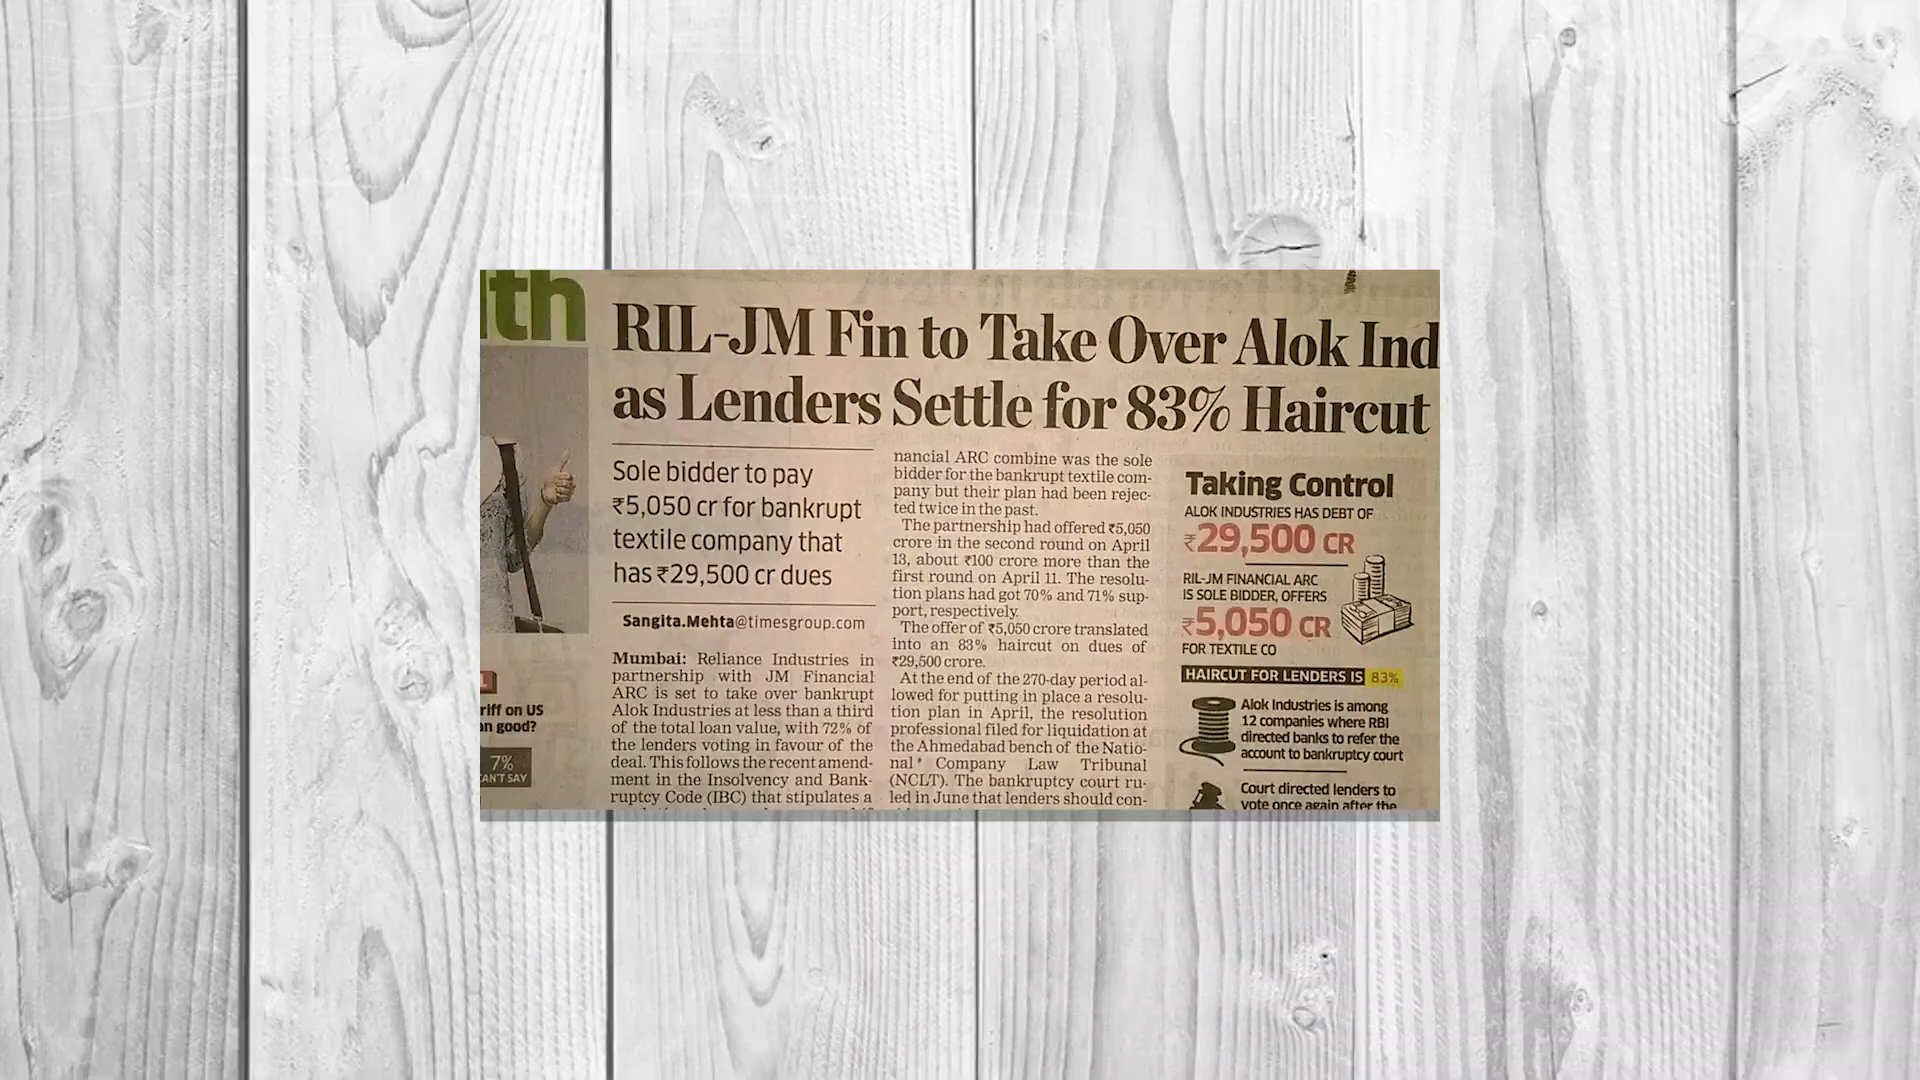 th
RIL-JM Fin to Take Over Alok Ind
as Lenders Settle for 83% Haircut
Sole bidder to pay
₹5,050 cr for bankrupt
textile company that
has ₹29,500 cr dues
Sangita.Mehta@timesgroup.com
Mumbai: Reliance Industries in
partnership with JM Financial
ARC is set to take over bankrupt
Alok Industries at less than a third
of the total loan value, with 72% of
the lenders voting in favour of the
deal. This follows the recent amend-
ment in the Insolvency and Bank-
ruptcy Code (IBC) that stipulates a
nancial ARC combine was the sole
bidder for the bankrupt textile com-
pany but their plan had been rejec-
ted twice in the past.
The partnership had offered ₹5,050
crore in the second round on April
13, about ₹100 crore more than the
first round on April 11. The resolu-
tion plans had got 70% and 71% sup-
port, respectively.
The offer of ₹5,050 crore translated
into an 83% haircut on dues of
₹29,500 crore.
At the end of the 270-day period al-
lowed for putting in place a resolu-
tion plan in April, the resolution
professional filed for liquidation at
the Ahmedabad bench of the Natio-
nal Company Law Tribunal
(NCLT). The bankruptcy court ru-
led in June that lenders should con-
Taking Control
ALOK INDUSTRIES HAS DEBT OF
₹29,500 CR
RIL-JM FINANCIAL ARC
IS SOLE BIDDER, OFFERS
₹5,050 CR
FOR TEXTILE CO
HAIRCUT FOR LENDERS IS 83%
Alok Industries is among
12 companies where RBI
directed banks to refer the
account to bankruptcy court
Court directed lenders to
vote once again after the
riff on US
an good?
7%
CAN'T SAY